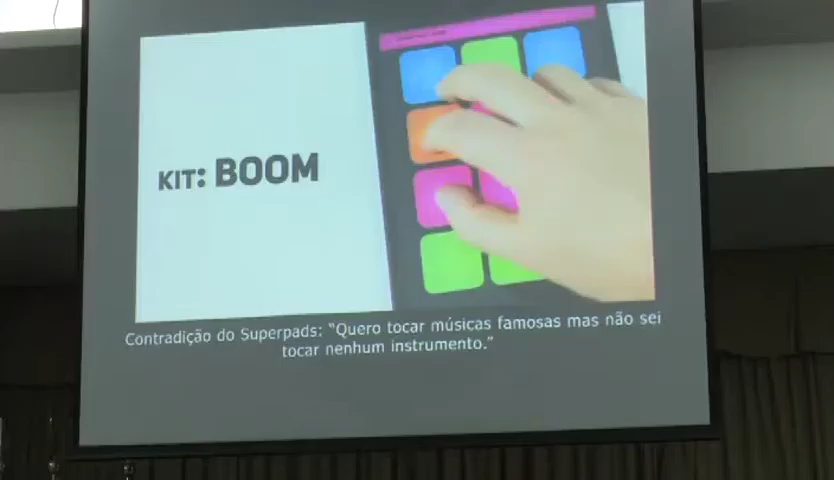 KIT: BOOM
Contradição do Superpads: “Quero tocar músicas famosas mas não sei
tocar nenhum instrumento.”